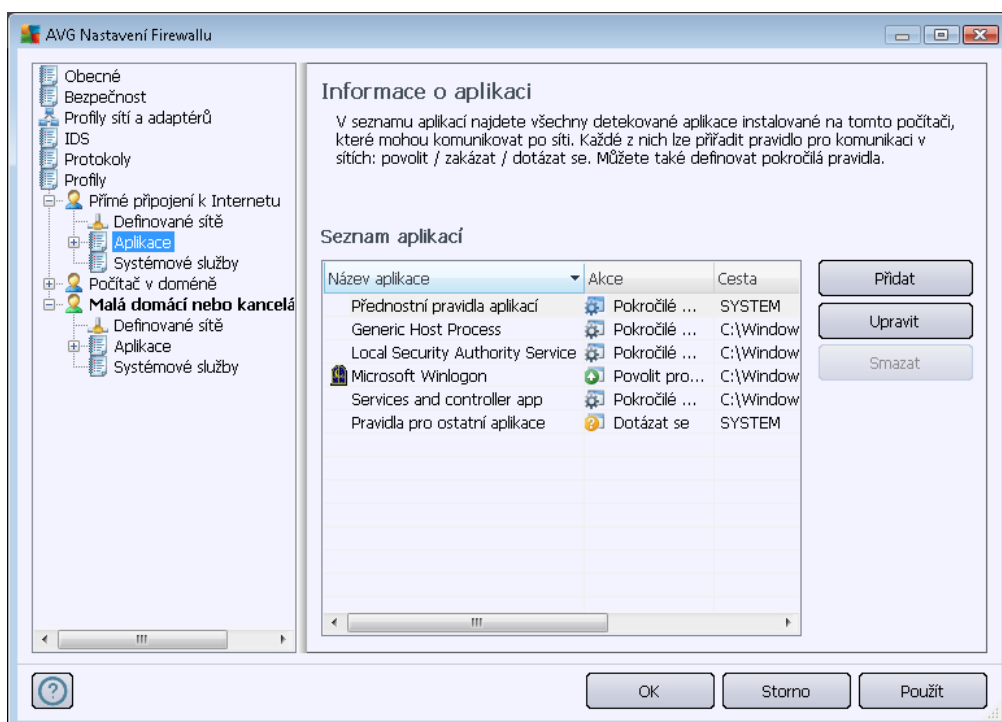 AVG Nastavení Firewallu
Obecné
Bezpečnost
Profily sítí a adaptérů
IDS
Protokoly
Profily
Přímé připojení k Internetu
Definované sítě
Aplikace
Systémové služby
Počítač v doméně
Malá domácí nebo kancelá
Definované sítě
Aplikace
Systémové služby
Informace o aplikaci
V seznamu aplikací najdete všechny detekované aplikace instalované na tomto počítači,
které mohou komunikovat po síti. Každé z nich lze přiřadit pravidlo pro komunikaci v
sítích: povolit / zakázat / dotázat se. Můžete také definovat pokročilá pravidla.
Seznam aplikací
Název aplikace Akce Cesta
Přednostní pravidla aplikací Pokročilé ... SYSTEM
Generic Host Process Pokročilé ... C:\Window
Local Security Authority Service Pokročilé ... C:\Window
Microsoft Winlogon Povolit pro... C:\Window
Services and controller app Pokročilé ... C:\Window
Pravidla pro ostatní aplikace Dotázat se SYSTEM
Přidat
Upravit
Smazat
OK
Storno
Použít